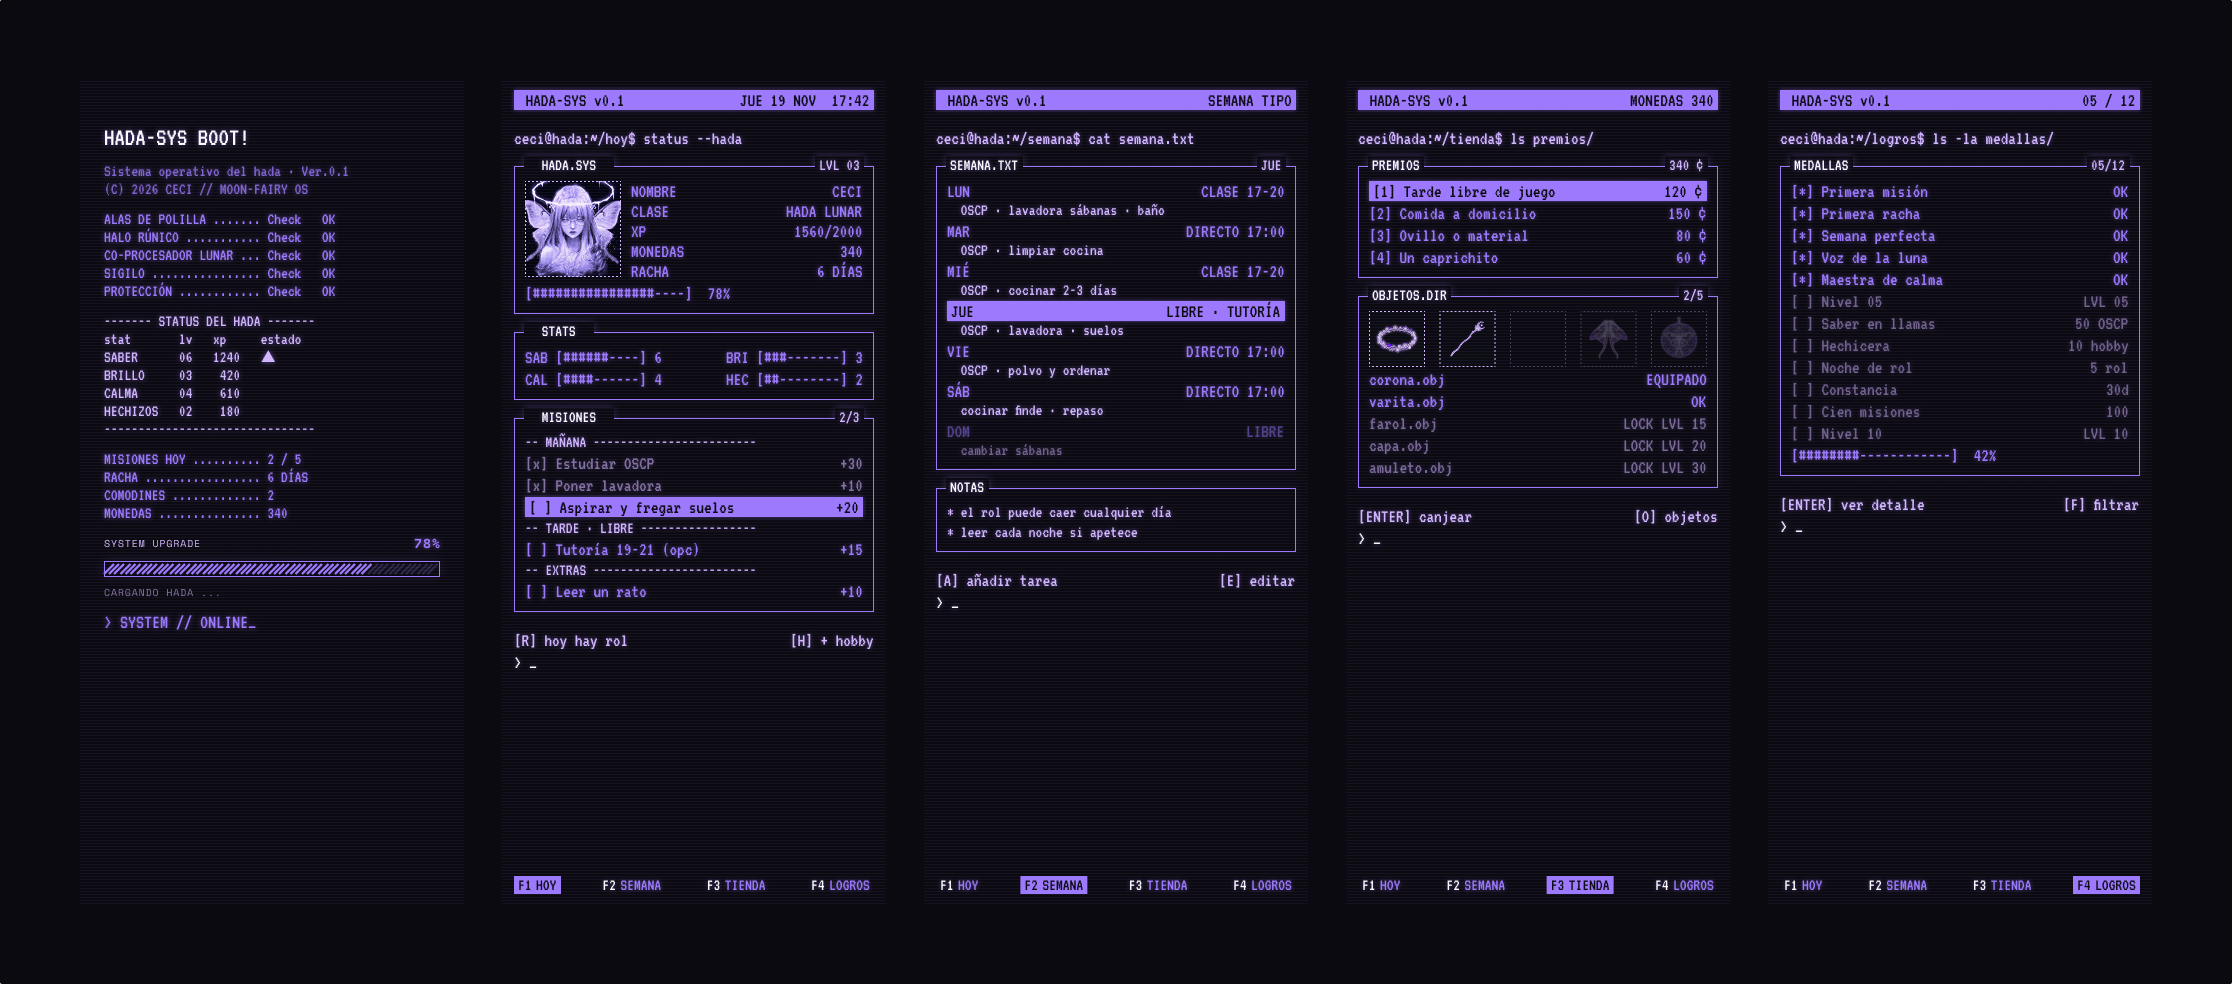 HADA-SYS BOOT!
Sistema operativo del hada · Ver.0.1
(C) 2026 CECI // MOON-FAIRY OS
ALAS DE POLILLA ....... Check OK
HALO RÚNICO ........... Check OK
CO-PROCESADOR LUNAR ... Check OK
SIGILO ................ Check OK
PROTECCIÓN ............ Check OK
------- STATUS DEL HADA -------
stat lv xp estado
SABER 06 1240 ▲
BRILLO 03 420
CALMA 04 610
HECHIZOS 02 180
-------------------------------
MISIONES HOY .......... 2 / 5
RACHA ................. 6 DÍAS
COMODINES ............. 2
MONEDAS ............... 340
SYSTEM UPGRADE 78%
CARGANDO HADA ...
> SYSTEM // ONLINE_
HADA-SYS v0.1 JUE 19 NOV 17:42
ceci@hada:~/hoy$ status --hada
HADA.SYS LVL 03
NOMBRE CECI
CLASE HADA LUNAR
XP 1560/2000
MONEDAS 340
RACHA 6 DÍAS
[################----] 78%
STATS
SAB [######----] 6 BRI [###-------] 3
CAL [####------] 4 HEC [##--------] 2
MISIONES 2/3
-- MAÑANA ------------------------
[x] Estudiar OSCP +30
[x] Poner lavadora +10
[ ] Aspirar y fregar suelos +20
-- TARDE · LIBRE -----------------
[ ] Tutoría 19-21 (opc) +15
-- EXTRAS ------------------------
[ ] Leer un rato +10
[R] hoy hay rol [H] + hobby
> _
F1 HOY F2 SEMANA F3 TIENDA F4 LOGROS
HADA-SYS v0.1 SEMANA TIPO
ceci@hada:~/semana$ cat semana.txt
SEMANA.TXT JUE
LUN CLASE 17-20
OSCP · lavadora sábanas · baño
MAR DIRECTO 17:00
OSCP · limpiar cocina
MIÉ CLASE 17-20
OSCP · cocinar 2-3 días
JUE LIBRE · TUTORÍA
OSCP · lavadora · suelos
VIE DIRECTO 17:00
OSCP · polvo y ordenar
SÁB DIRECTO 17:00
cocinar finde · repaso
DOM LIBRE
cambiar sábanas
NOTAS
* el rol puede caer cualquier día
* leer cada noche si apetece
[A] añadir tarea [E] editar
> _
F1 HOY F2 SEMANA F3 TIENDA F4 LOGROS
HADA-SYS v0.1 MONEDAS 340
ceci@hada:~/tienda$ ls premios/
PREMIOS 340 ¢
[1] Tarde libre de juego 120 ¢
[2] Comida a domicilio 150 ¢
[3] Ovillo o material 80 ¢
[4] Un caprichito 60 ¢
OBJETOS.DIR 2/5
corona.obj EQUIPADO
varita.obj OK
farol.obj LOCK LVL 15
capa.obj LOCK LVL 20
amuleto.obj LOCK LVL 30
[ENTER] canjear [O] objetos
> _
F1 HOY F2 SEMANA F3 TIENDA F4 LOGROS
HADA-SYS v0.1 05 / 12
ceci@hada:~/logros$ ls -la medallas/
MEDALLAS 05/12
[*] Primera misión OK
[*] Primera racha OK
[*] Semana perfecta OK
[*] Voz de la luna OK
[*] Maestra de calma OK
[ ] Nivel 05 LVL 05
[ ] Saber en llamas 50 OSCP
[ ] Hechicera 10 hobby
[ ] Noche de rol 5 rol
[ ] Constancia 30d
[ ] Cien misiones 100
[ ] Nivel 10 LVL 10
[########------------] 42%
[ENTER] ver detalle [F] filtrar
> _
F1 HOY F2 SEMANA F3 TIENDA F4 LOGROS